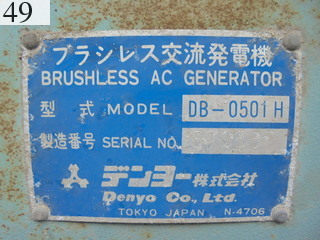 49
ブラシレス交流発電機
BRUSHLESS AC GENERATOR
型 式 MODEL DB-0501H
製造番号 SERIAL NO.
デンヨー株式会社
Denyo Co., Ltd.
TOKYO JAPAN N-4706